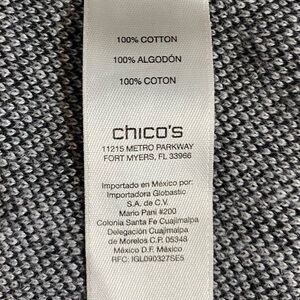 100% COTTON
100% ALGODÓN
100% COTON
chico's
11215 METRO PARKWAY
FORT MYERS, FL 33966
Importado en México por:
Importadora Globastic
S.A. de C.V.
Mario Pani #200
Colonia Santa Fe Cuajimalpa
Delegación Cuajimalpa
de Morelos C.P. 05348
México D.F. México
RFC: IGL090327SE5